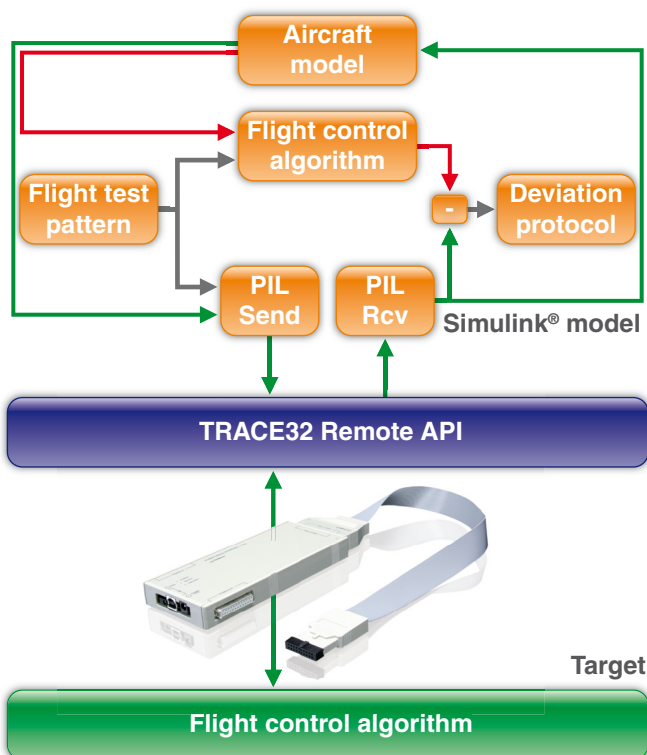 Aircraft
model
Flight control
algorithm
Flight test
pattern
-
Deviation
protocol
PIL
Send
PIL
Rcv
Simulink® model
TRACE32 Remote API
Target
Flight control algorithm